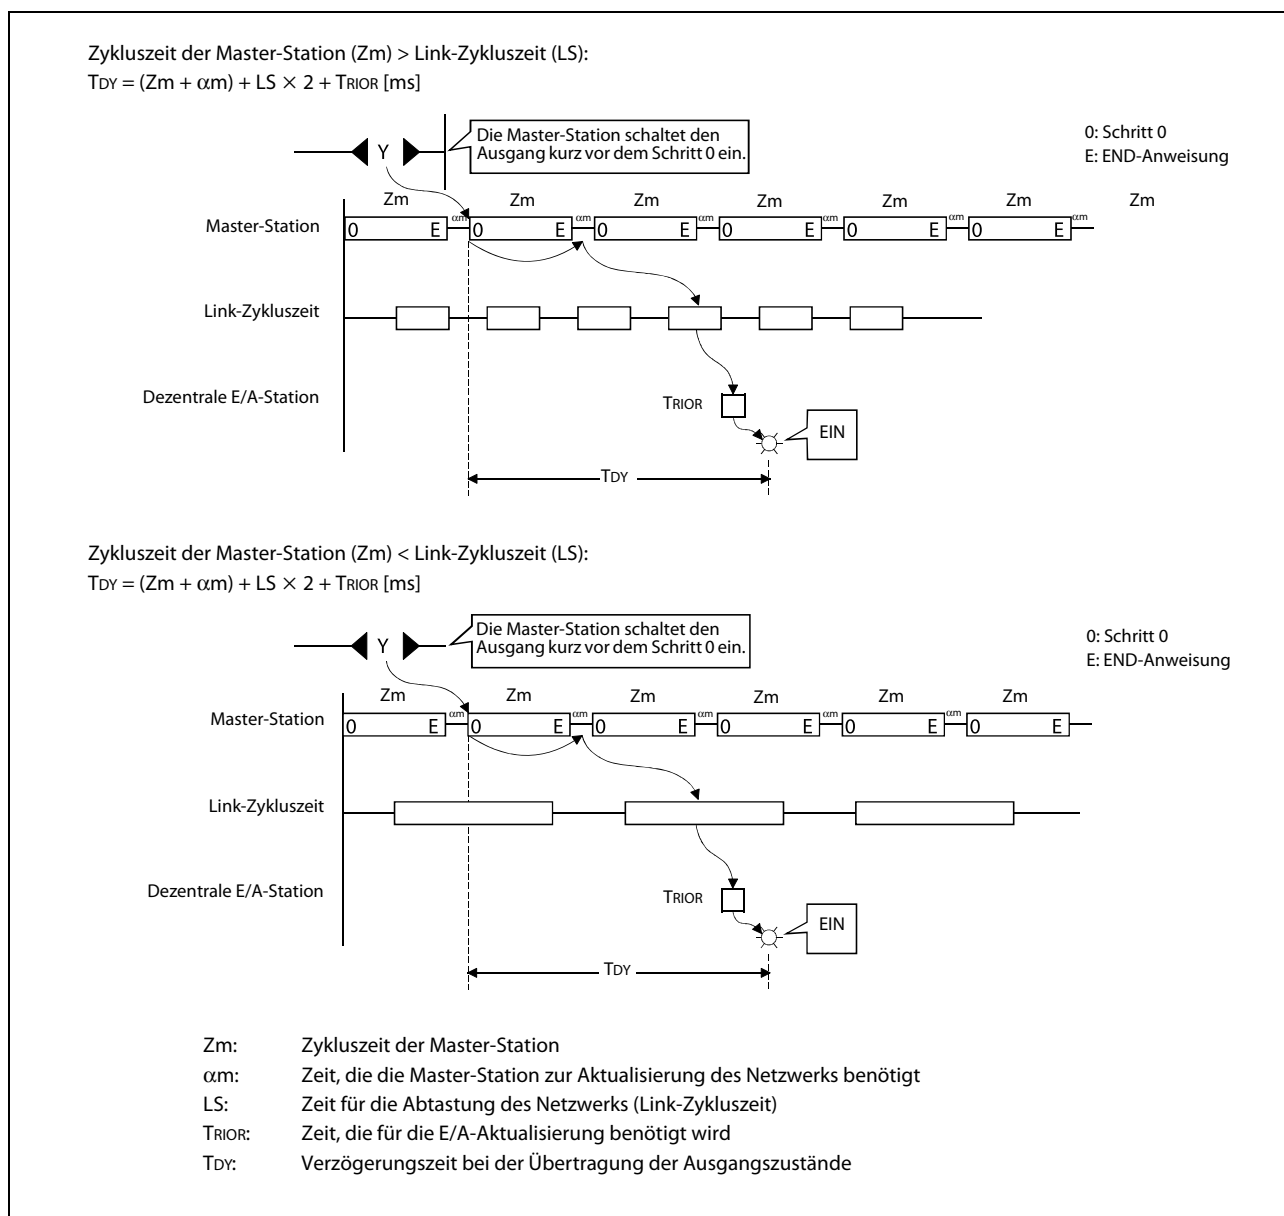 Zykluszeit der Master-Station (Zm) > Link-Zykluszeit (LS):
TDY = (Zm + αm) + LS × 2 + TRIOR [ms]
Die Master-Station schaltet den
Ausgang kurz vor dem Schritt 0 ein.
0: Schritt 0
E: END-Anweisung
Y
Zm Zm Zm Zm Zm Zm Zm
Master-Station 0 E αm 0 E αm 0 E αm 0 E αm 0 E αm 0 E αm
Link-Zykluszeit
Dezentrale E/A-Station
TRIOR
EIN
TDY
Zykluszeit der Master-Station (Zm) < Link-Zykluszeit (LS):
TDY = (Zm + αm) + LS × 2 + TRIOR [ms]
Die Master-Station schaltet den
Ausgang kurz vor dem Schritt 0 ein.
0: Schritt 0
E: END-Anweisung
Y
Zm Zm Zm Zm Zm Zm
Master-Station 0 E αm 0 E αm 0 E αm 0 E αm 0 E αm 0 E
Link-Zykluszeit
Dezentrale E/A-Station
TRIOR
EIN
TDY
Zm: Zykluszeit der Master-Station
αm: Zeit, die die Master-Station zur Aktualisierung des Netzwerks benötigt
LS: Zeit für die Abtastung des Netzwerks (Link-Zykluszeit)
TRIOR: Zeit, die für die E/A-Aktualisierung benötigt wird
TDY: Verzögerungszeit bei der Übertragung der Ausgangszustände